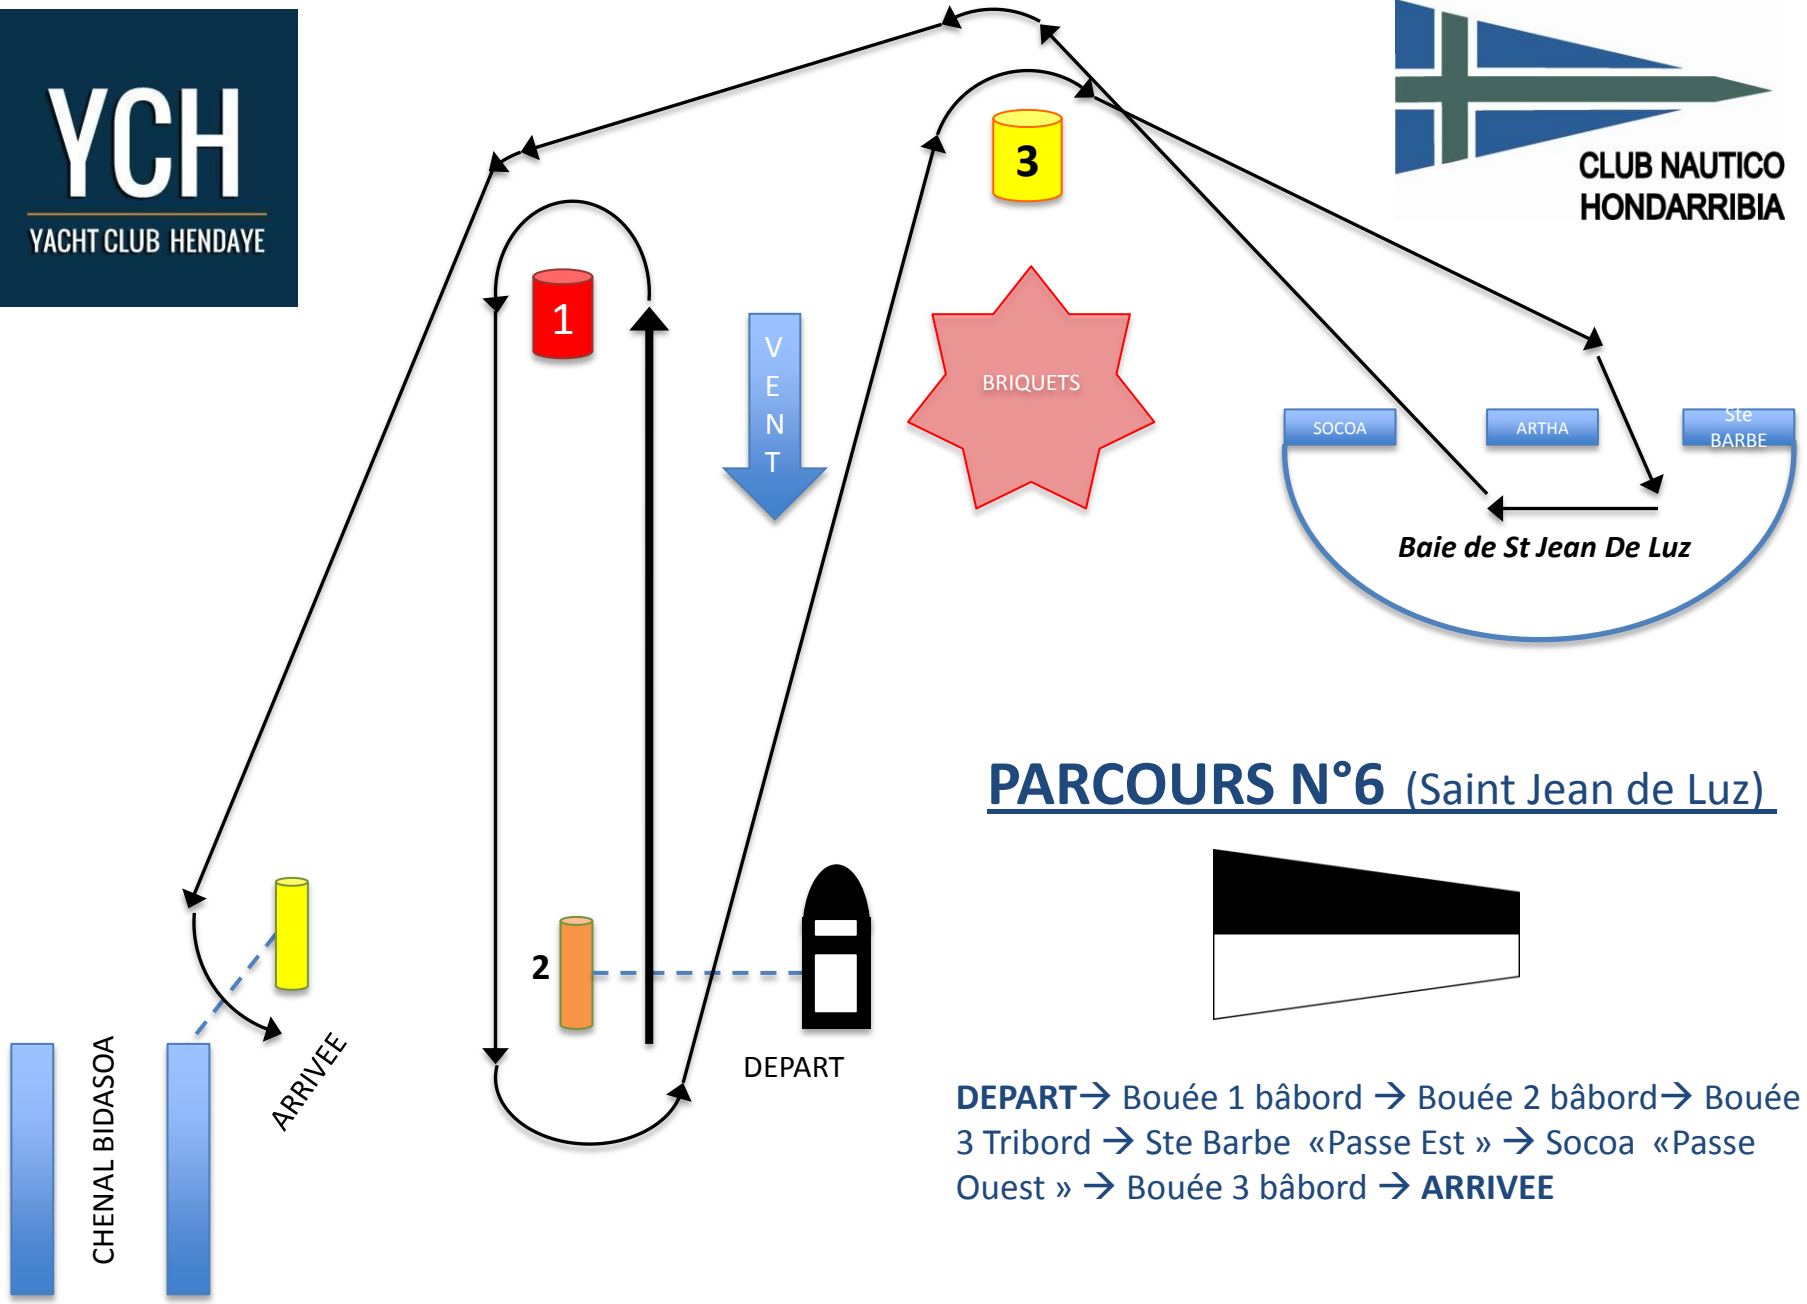 YCH
YACHT CLUB HENDAYE
CLUB NAUTICO
HONDARRIBIA
3
1
V
E
N
T
BRIQUETS
SOCOA
ARTHA
Ste
BARBE
Baie de St Jean De Luz
PARCOURS N°6 (Saint Jean de Luz)
2
DEPART
ARRIVEE
CHENAL BIDASOA
DEPART→ Bouée 1 bâbord → Bouée 2 bâbord→ Bouée
3 Tribord → Ste Barbe «Passe Est » → Socoa «Passe
Ouest » → Bouée 3 bâbord → ARRIVEE